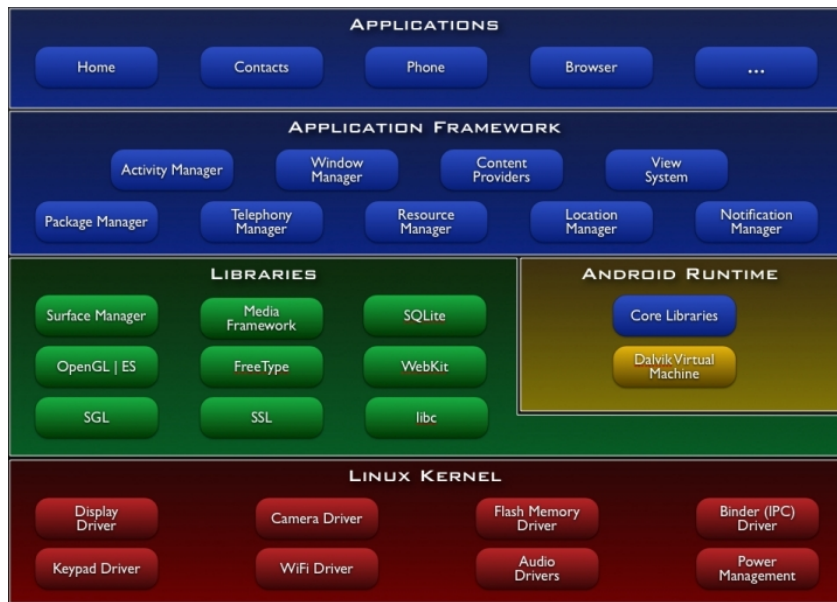 APPLICATIONS
Home
Contacts
Phone
Browser
...
APPLICATION FRAMEWORK
Activity Manager
Window
Manager
Content
Providers
View
System
Package Manager
Telephony
Manager
Resource
Manager
Location
Manager
Notification
Manager
LIBRARIES
Surface Manager
Media
Framework
SQLite
OpenGL | ES
FreeType
WebKit
SGL
SSL
libc
ANDROID RUNTIME
Core Libraries
Dalvik Virtual
Machine
LINUX KERNEL
Display
Driver
Camera Driver
Flash Memory
Driver
Binder (IPC)
Driver
Keypad Driver
WiFi Driver
Audio
Drivers
Power
Management